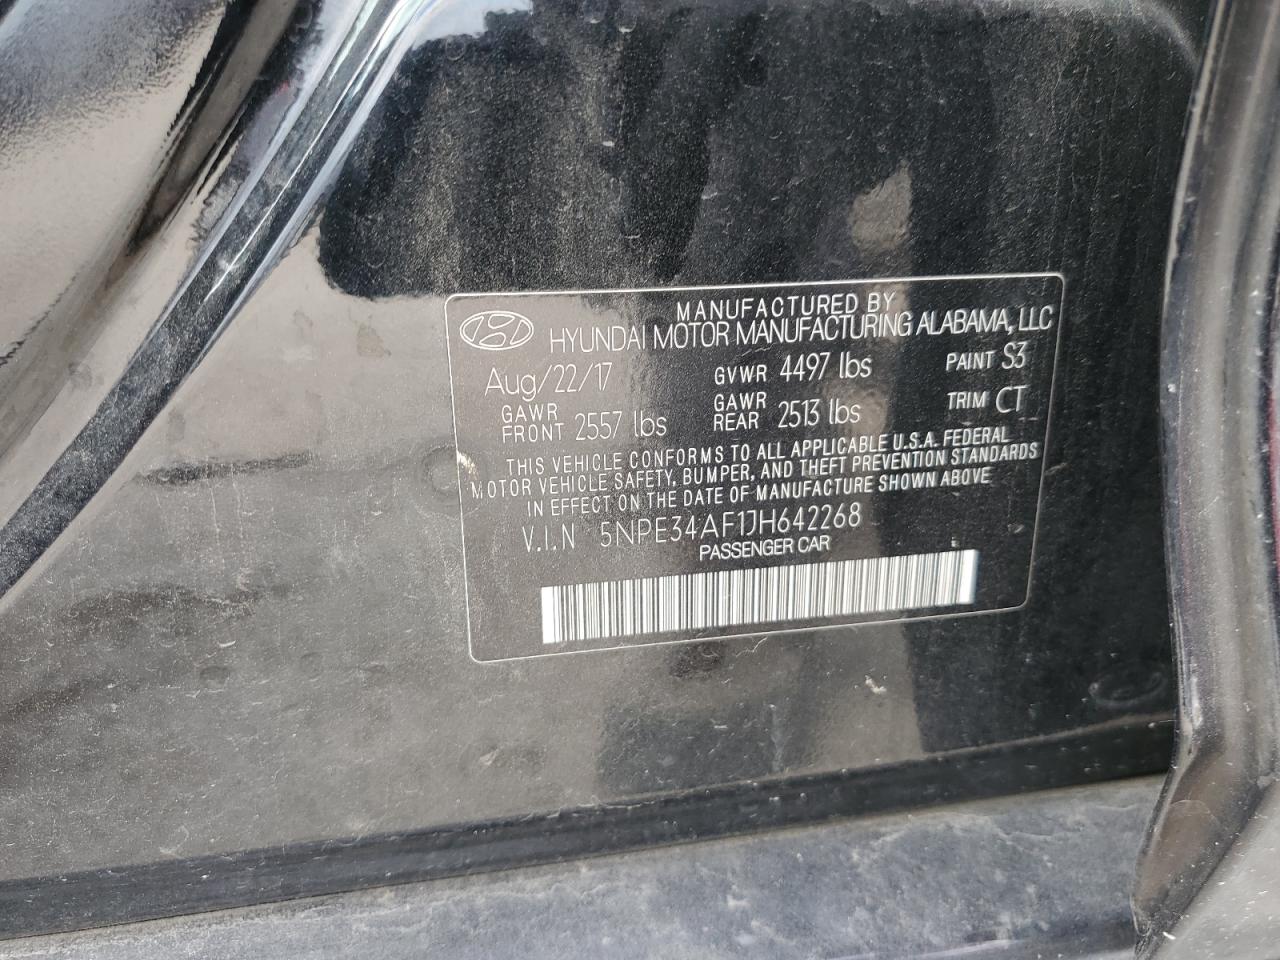 MANUFACTURED BY
HYUNDAI MOTOR MANUFACTURING ALABAMA, LLC
Aug/22/17 GVWR 4497 lbs PAINT S3
GAWR FRONT 2557 lbs GAWR REAR 2513 lbs TRIM CT
THIS VEHICLE CONFORMS TO ALL APPLICABLE U.S.A. FEDERAL
MOTOR VEHICLE SAFETY, BUMPER, AND THEFT PREVENTION STANDARDS
IN EFFECT ON THE DATE OF MANUFACTURE SHOWN ABOVE
V.I.N 5NPE34AF1JH642268
PASSENGER CAR